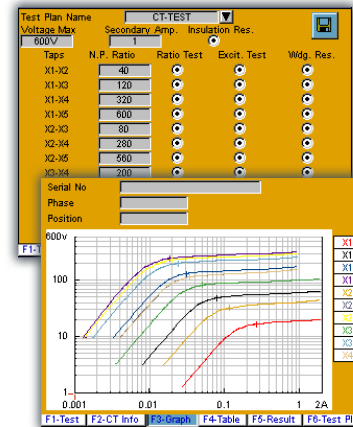 Test Plan Name CT-TEST
Voltage Max Secondary Amp. Insulation Res.
600V 1
Taps N.P. Ratio Ratio Test Excit. Test Wdg. Res.
X1-X2 40
X1-X3 120
X1-X4 320
X1-X5 600
X2-X3 80
X2-X4 280
X2-X5 560
X3-X4 200
Serial No
Phase
Position
600v
100
10
1
0.001 0.01 0.1 1 2A
F1-Test F2-CT Info F3-Graph F4-Table F5-Result F6-Test Pl